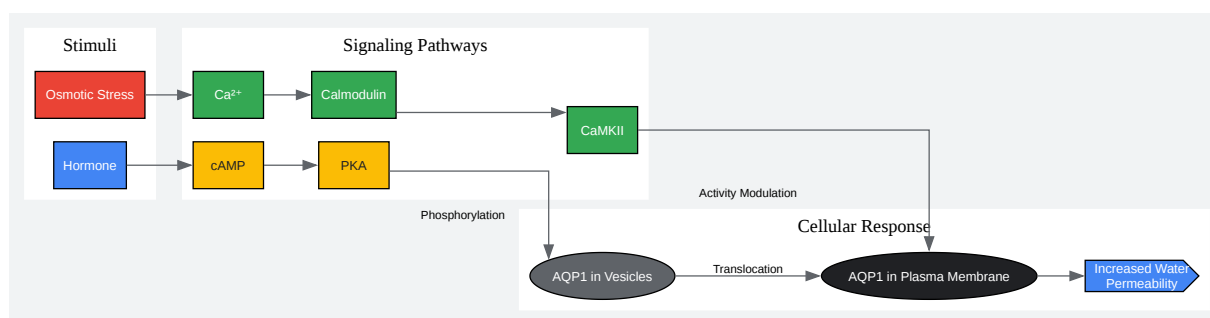 Stimuli
Signaling Pathways
Osmotic Stress
Ca²⁺
Calmodulin
CaMKII
Hormone
cAMP
PKA
Activity Modulation
Phosphorylation
Cellular Response
AQP1 in Vesicles
Translocation
AQP1 in Plasma Membrane
Increased Water
Permeability